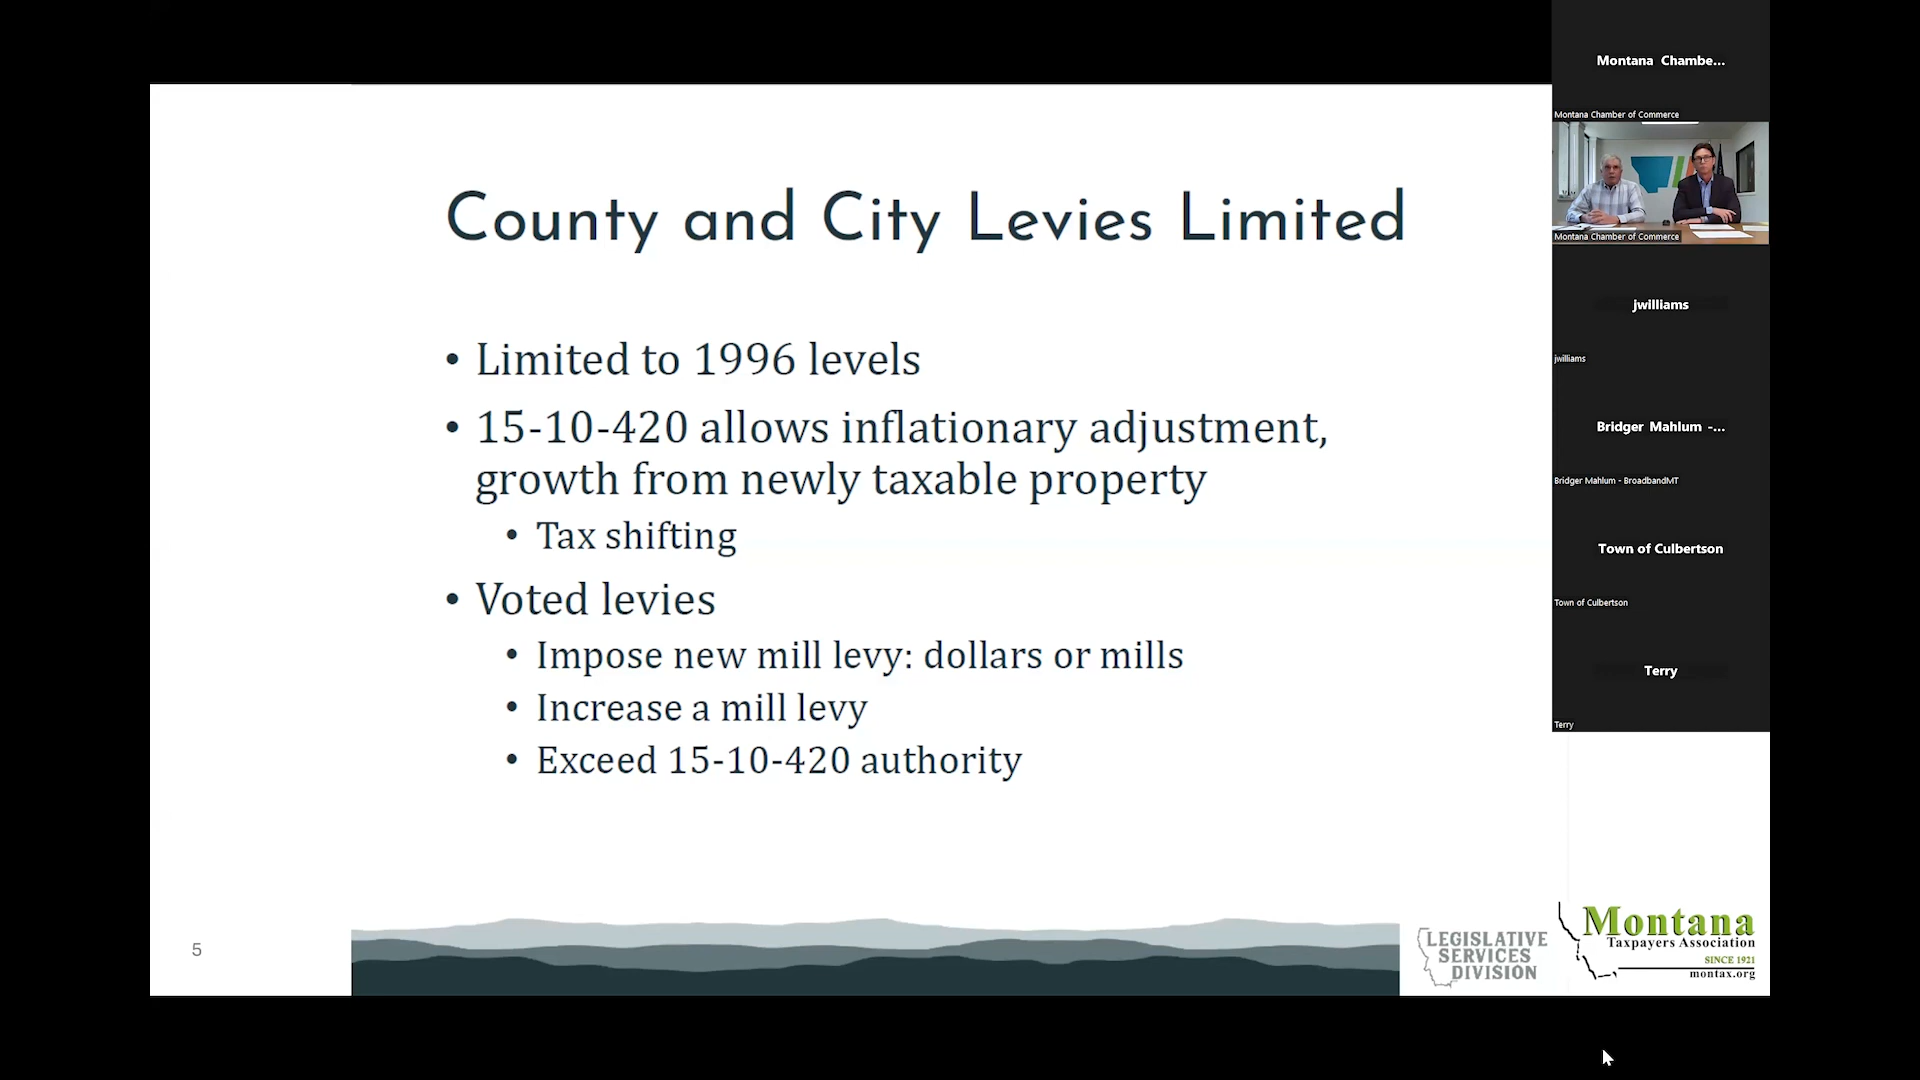 County and City Levies Limited
• Limited to 1996 levels
• 15-10-420 allows inflationary adjustment,
growth from newly taxable property
• Tax shifting
• Voted levies
• Impose new mill levy: dollars or mills
• Increase a mill levy
• Exceed 15-10-420 authority
5
LEGISLATIVE
SERVICES
DIVISION
Montana
Taxpayers Association
SINCE 1921
montax.org
Montana Chambe...
Montana Chamber of Commerce
Montana Chamber of Commerce
jwilliams
jwilliams
Bridger Mahlum -...
Bridger Mahlum - BroadbandMT
Town of Culbertson
Town of Culbertson
Terry
Terry